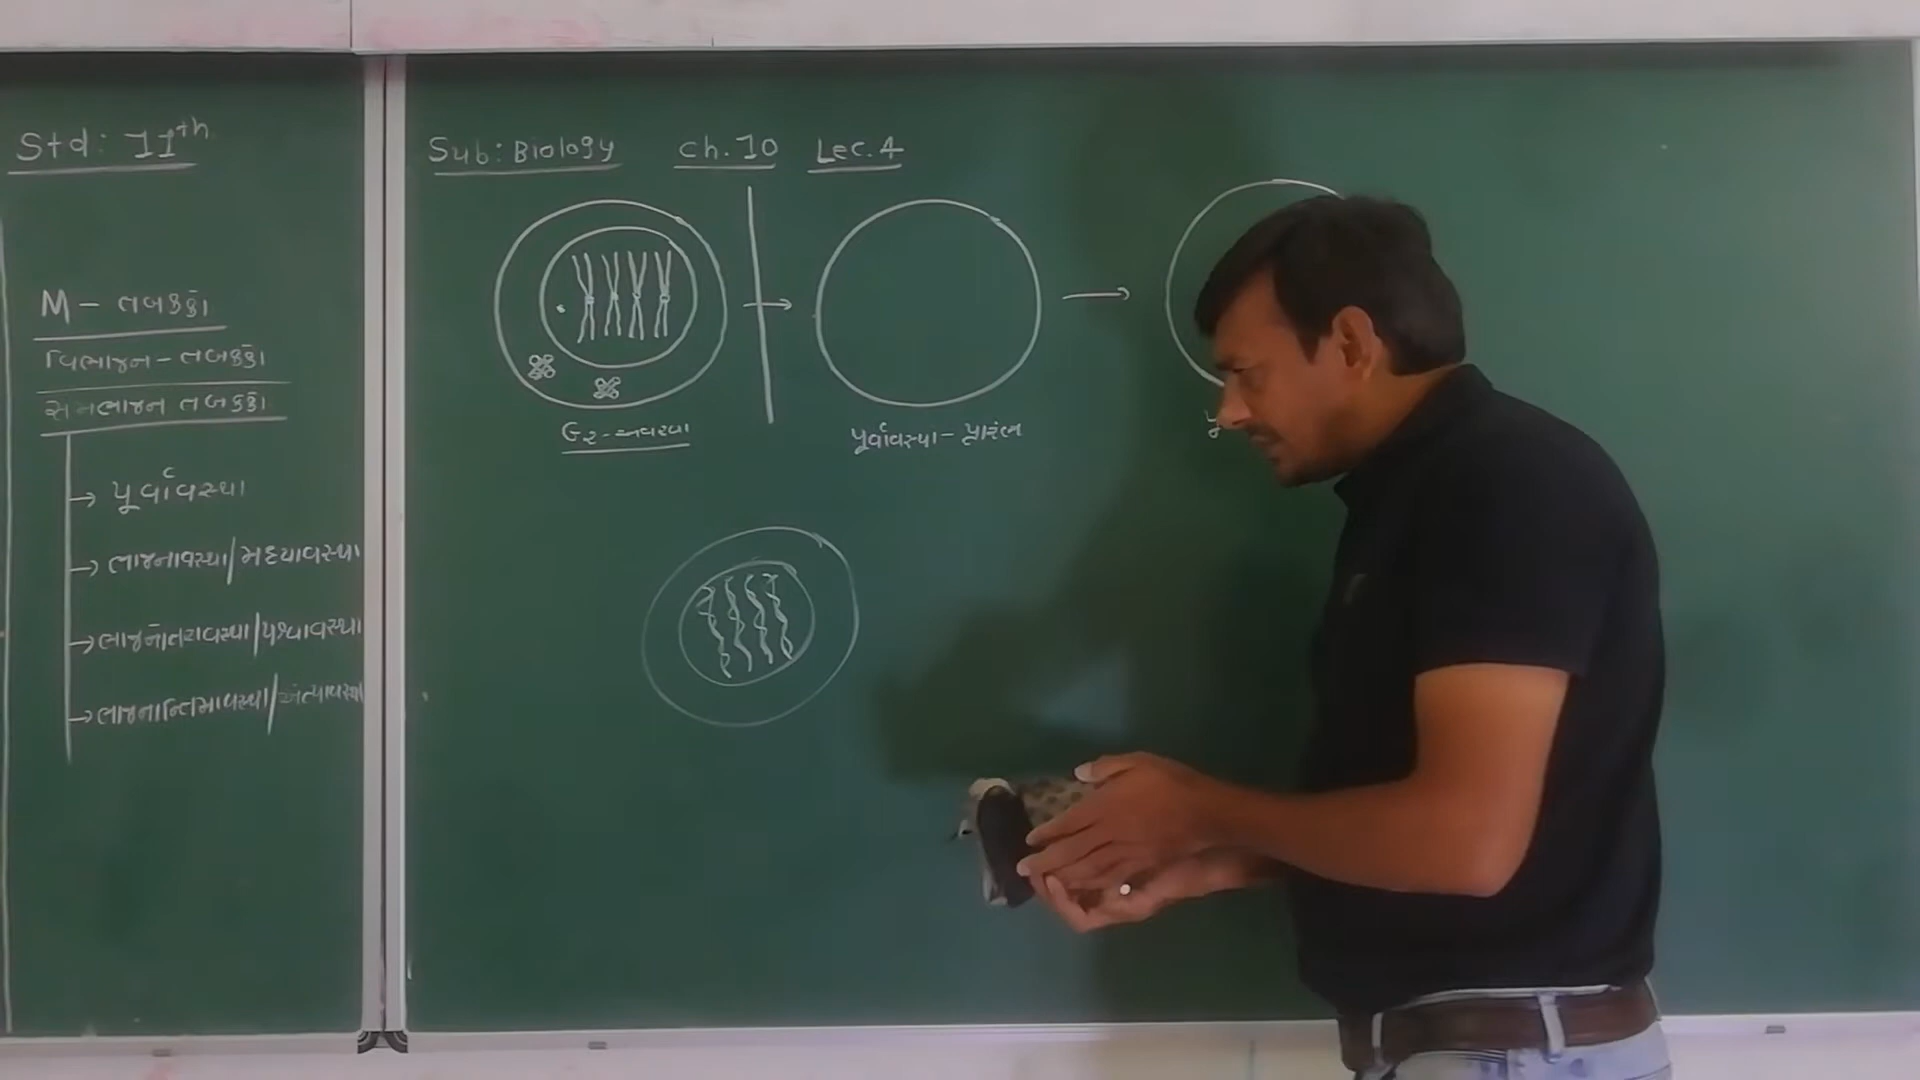 Std: 11th
M - તબક્કો
વિભાજન - તબક્કો
સમભાજન તબક્કો
→ પૂર્વાવસ્થા
→ ભાજનાવસ્થા/મધ્યાવસ્થા
→ ભાજનોત્તરાવસ્થા/પશ્ચાવસ્થા
→ ભાજનાન્તિમાવસ્થા/અંત્યાવસ્થા
Sub: Biology Ch. 10 Lec. 4
G2 - અવસ્થા
પૂર્વાવસ્થા - પ્રારંભ